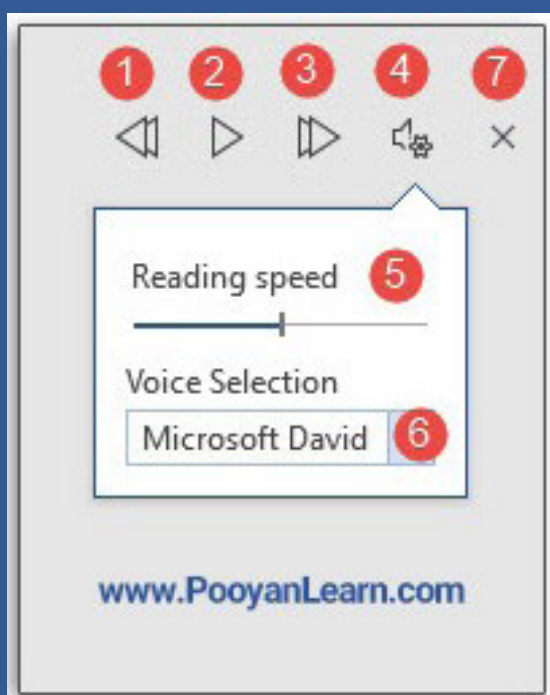 1 2 3 4 7
Reading speed 5
Voice Selection
Microsoft David 6
www.PooyanLearn.com